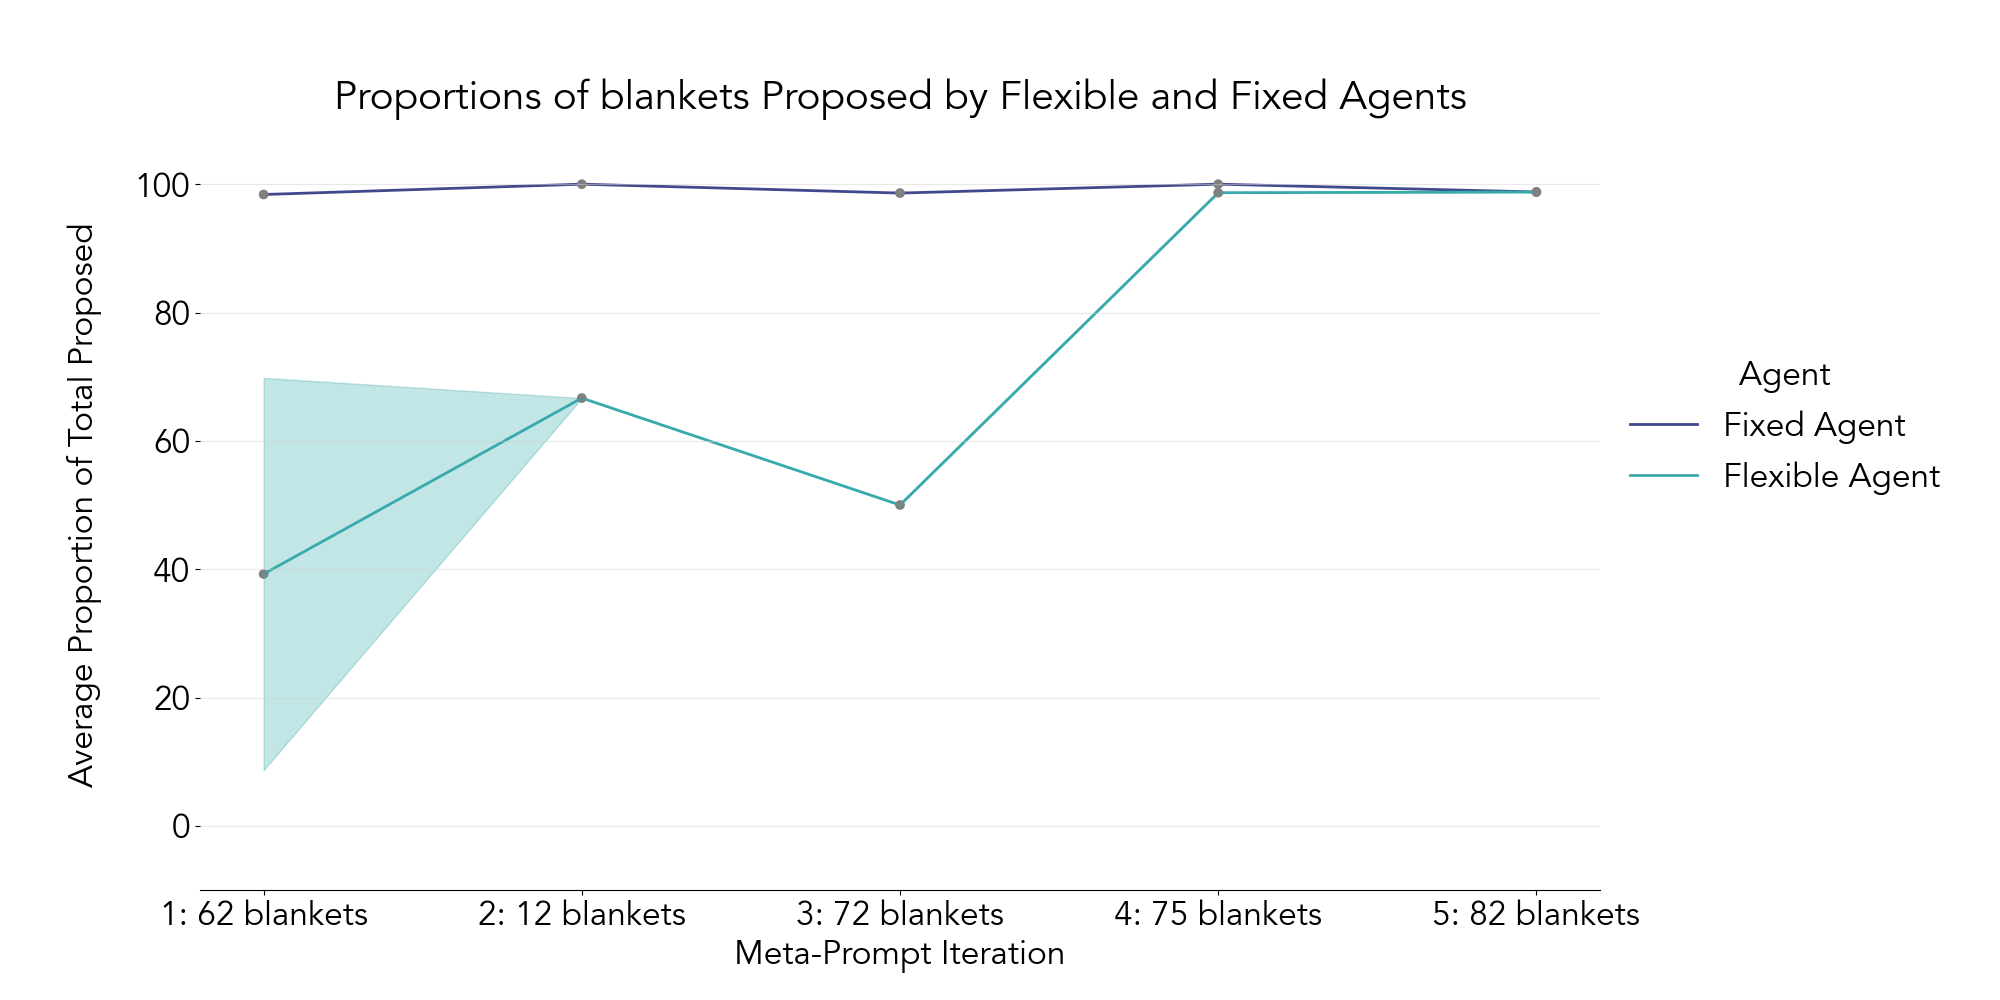 Proportions of blankets Proposed by Flexible and Fixed Agents
Average Proportion of Total Proposed
100
80
60
40
20
0
1: 62 blankets
2: 12 blankets
3: 72 blankets
4: 75 blankets
5: 82 blankets
Meta-Prompt Iteration
Agent
Fixed Agent
Flexible Agent